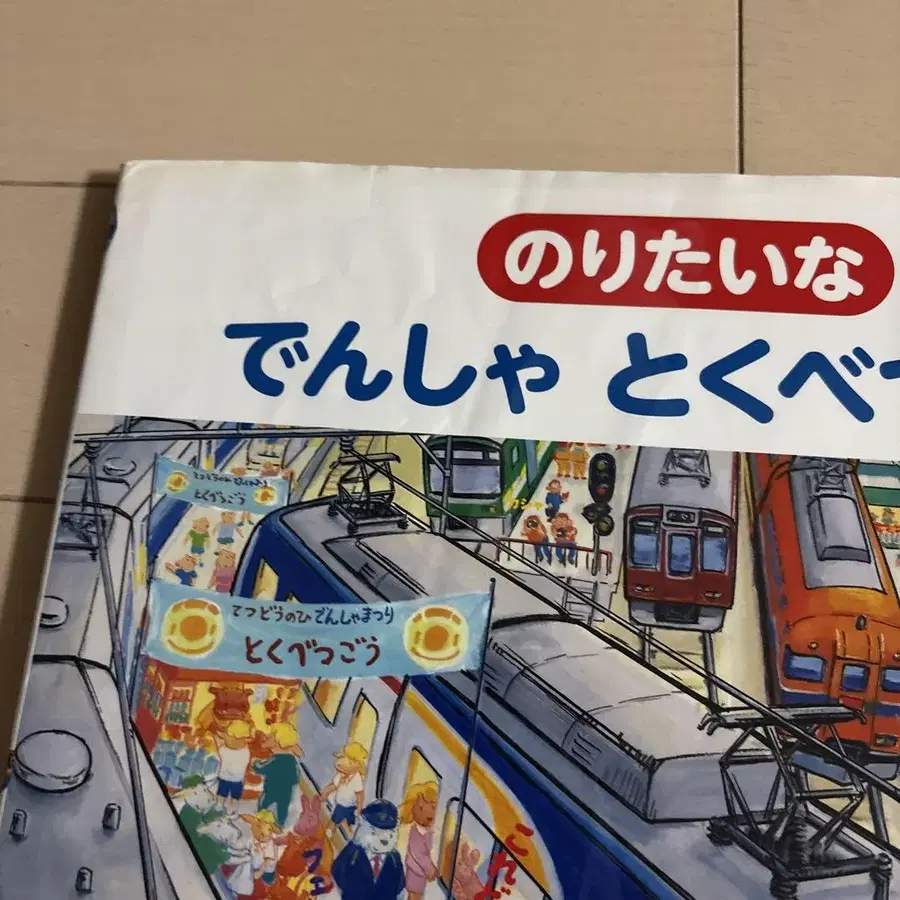 のりたいな
でんしゃ とくべ
とくべつごう
てつどうのひ でんしゃまつり
とくべつごう